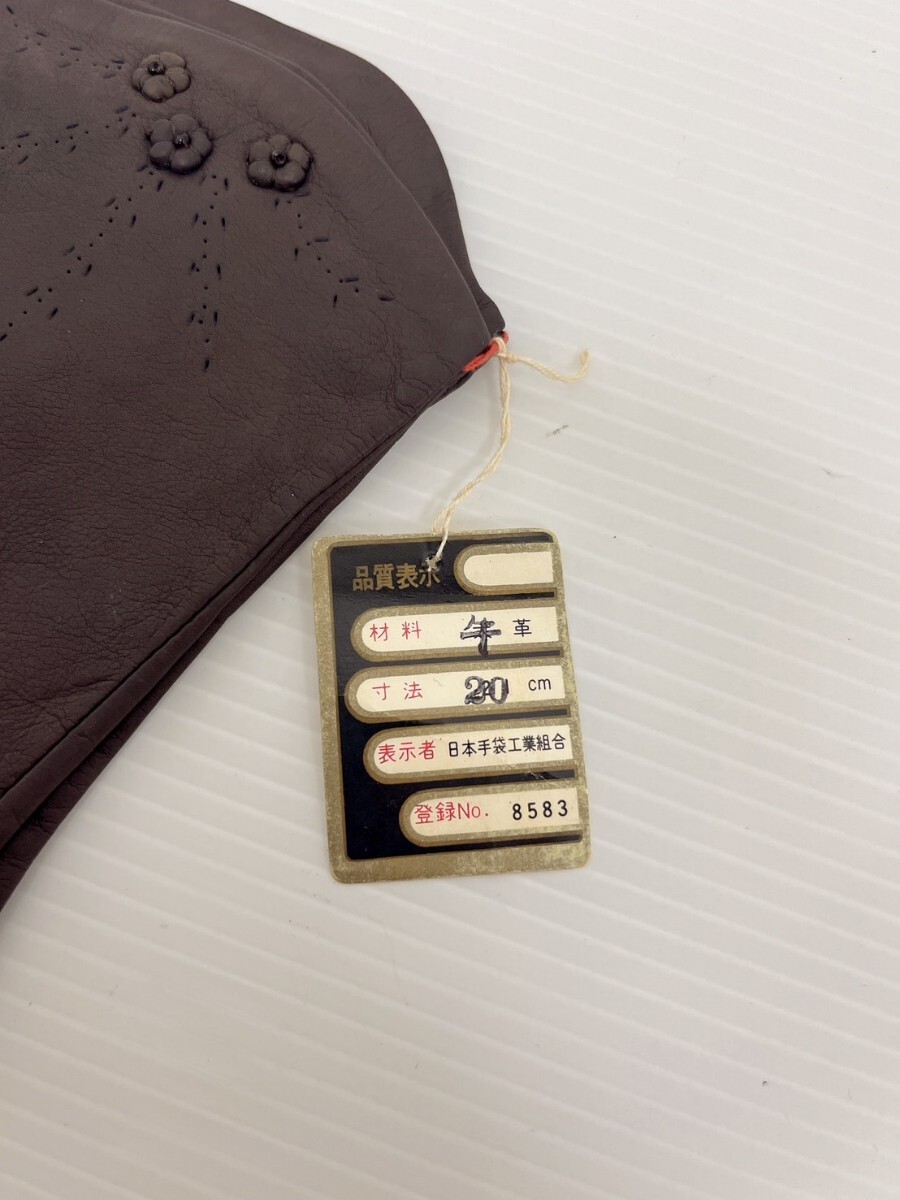 品質表示
材料 革
寸法 20 cm
表示者 日本手袋工業組合
登録No. 8583